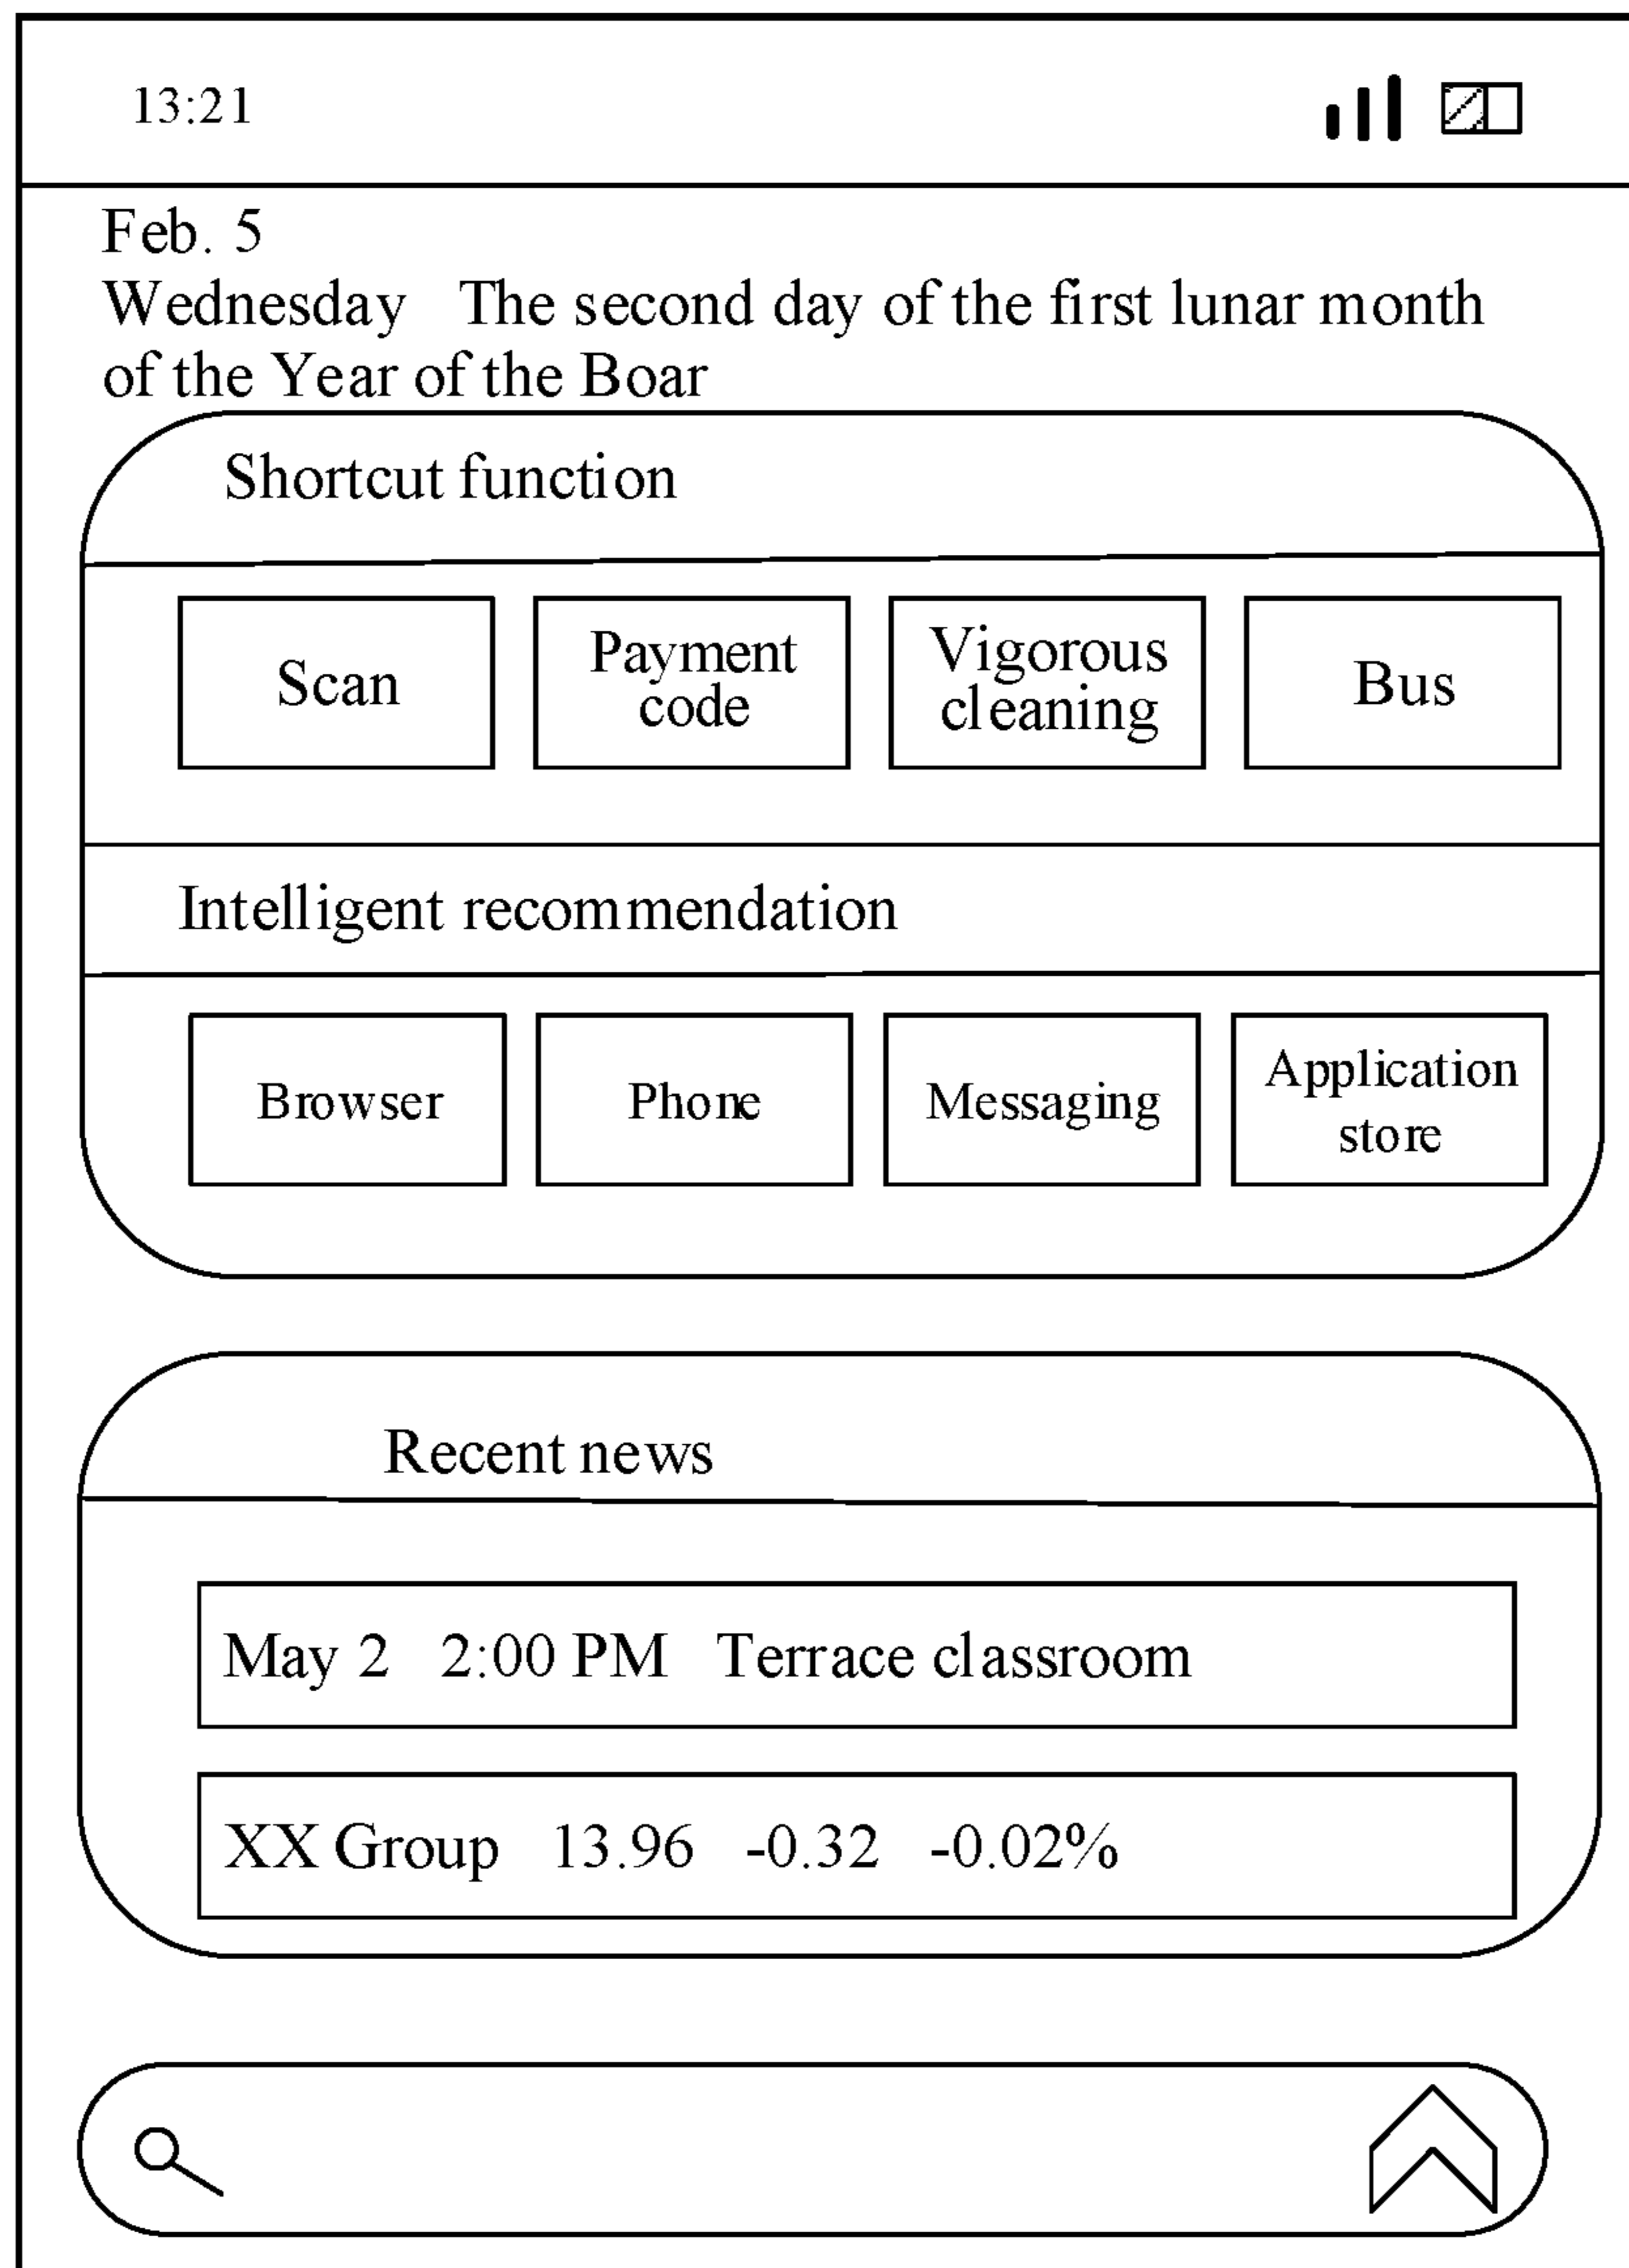 13:21
Feb. 5
Wednesday The second day of the first lunar month
of the Year of the Boar
Shortcut function
Scan
Payment
code
Vigorous
cleaning
Bus
Intelligent recommendation
Browser
Phone
Messaging
Application
store
Recent news
May 2 2:00 PM Terrace classroom
XX Group 13.96 -0.32 -0.02%